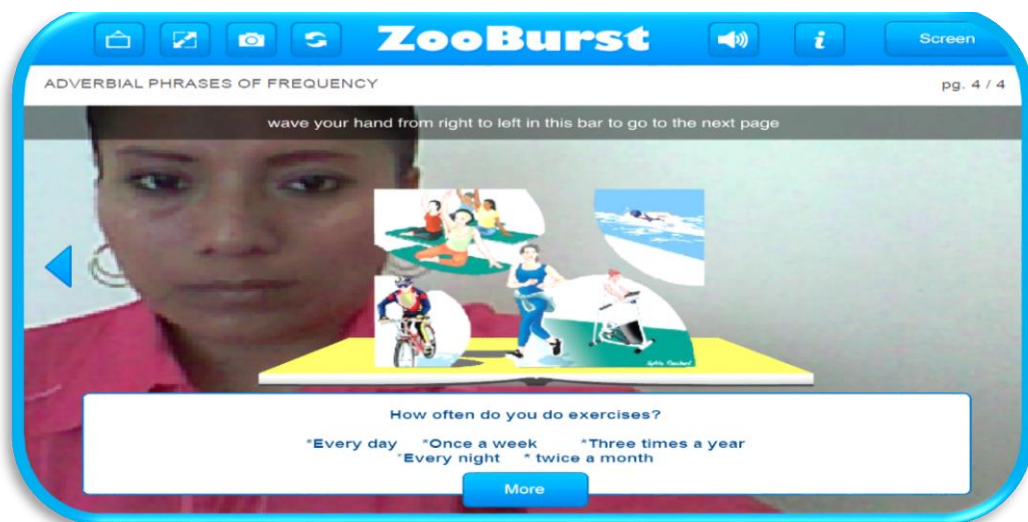 ZooBurst
Screen
ADVERBIAL PHRASES OF FREQUENCY
pg. 4 / 4
wave your hand from right to left in this bar to go to the next page
How often do you do exercises?
*Every day *Once a week *Three times a year
*Every night * twice a month
More